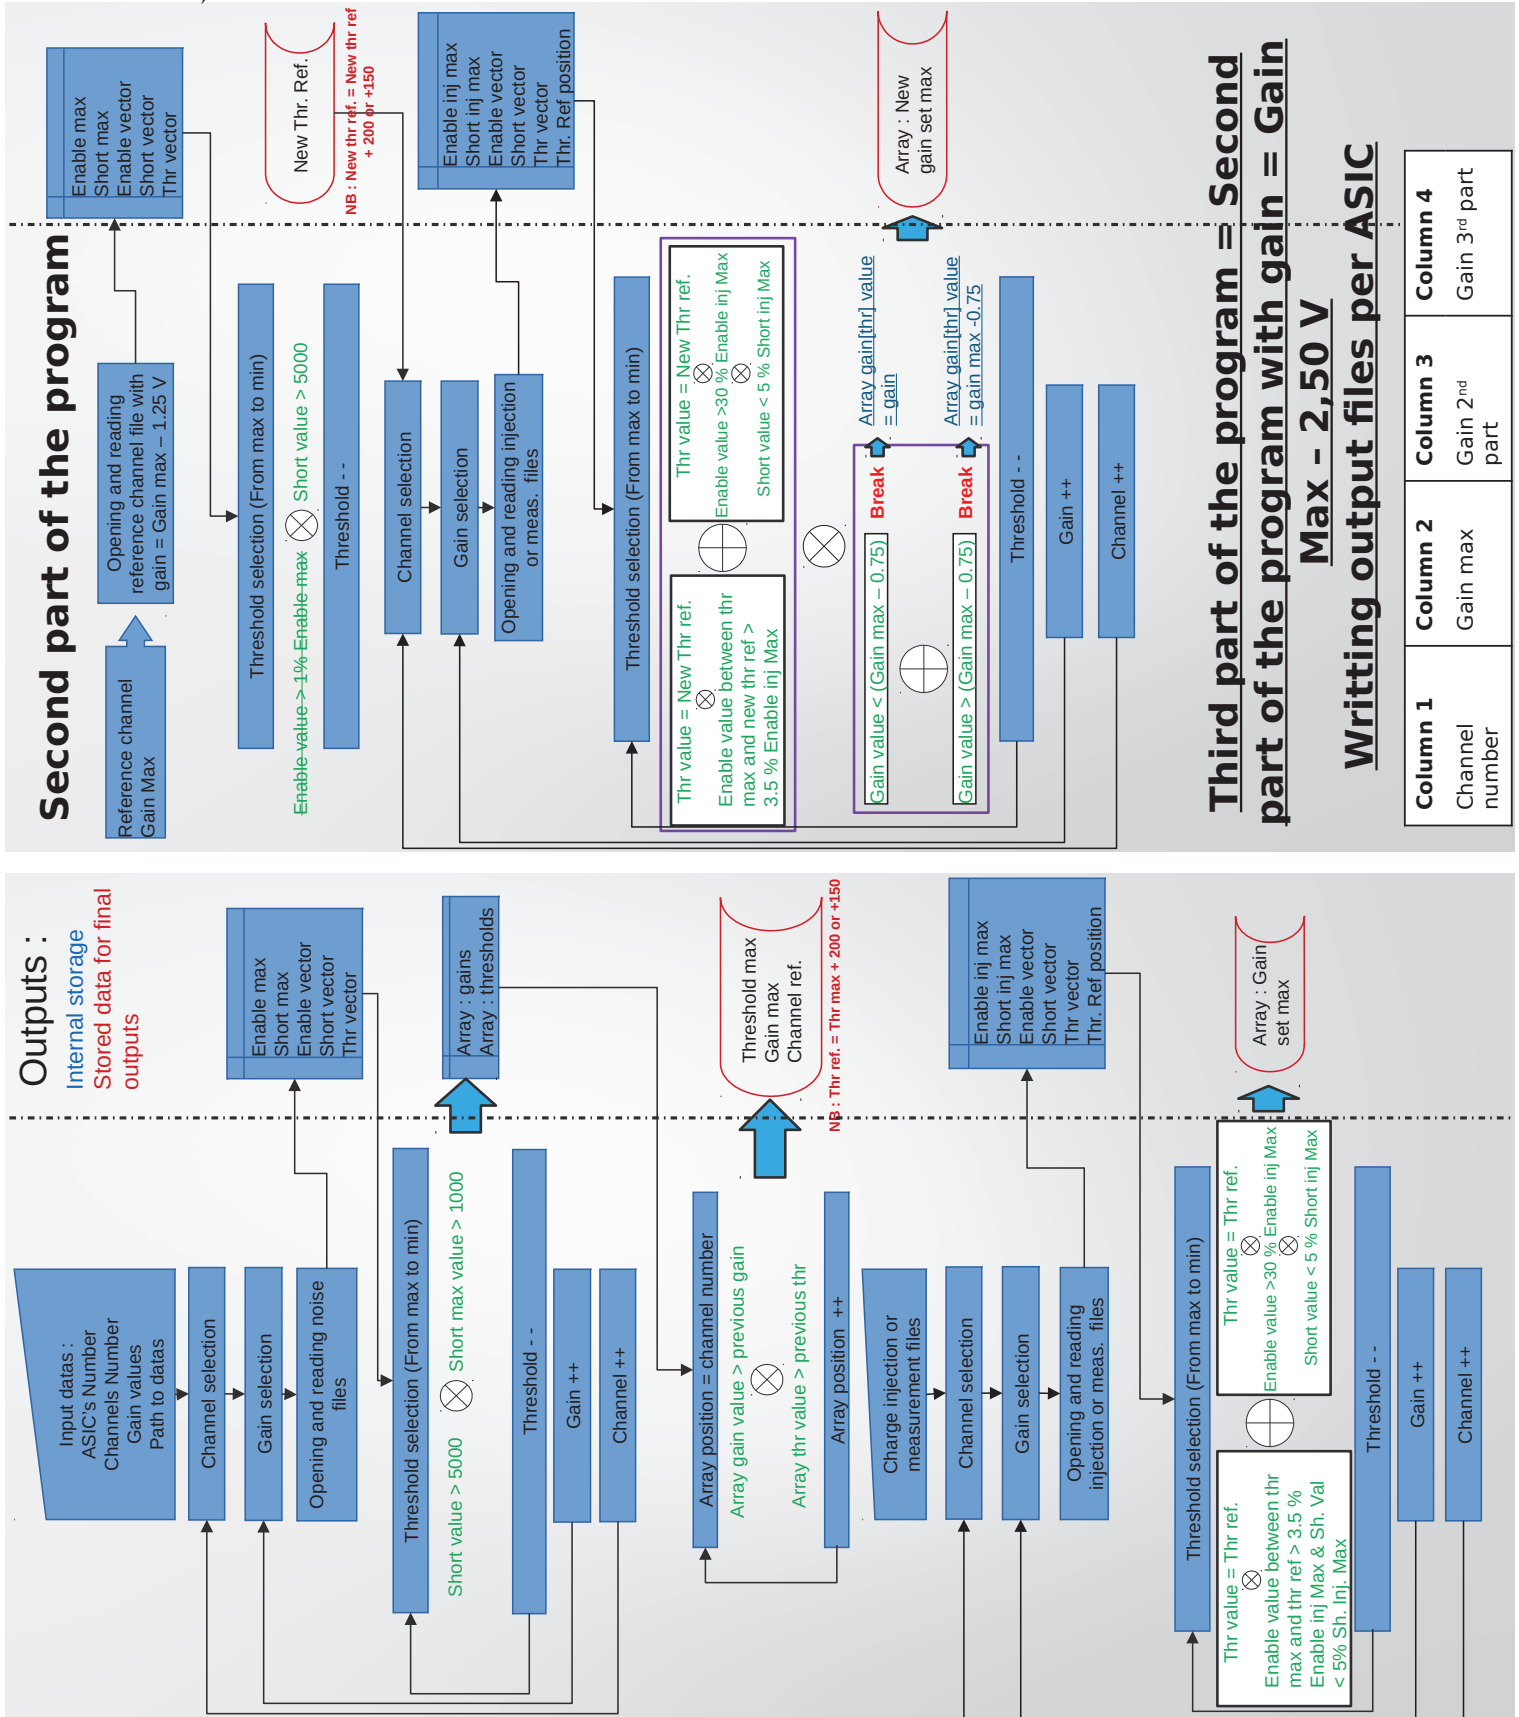 Outputs :
Internal storage
Stored data for final
outputs
Input datas :
ASIC's Number
Channels Number
Gain values
Path to datas
Channel selection
Gain selection
Opening and reading noise
files
Enable max
Short max
Enable vector
Short vector
Thr vector
Threshold selection (From max to min)
Short value > 5000
Short max value > 1000
Threshold - -
Gain ++
Channel ++
Array : gains
Array : thresholds
Array position = channel number
Array gain value > previous gain
Array thr value > previous thr
Array position ++
Threshold max
Gain max
Channel ref.
NB : Thr ref. = Thr max + 200 or +150
Charge injection or
measurement files
Channel selection
Gain selection
Opening and reading
injection or meas. files
Enable inj max
Short inj max
Enable vector
Short vector
Thr vector
Thr. Ref position
Threshold selection (From max to min)
Thr value = Thr ref.
Enable value between thr
max and thr ref > 3.5 %
Enable inj Max & Sh. Val
< 5% Sh. Inj. Max
Thr value = Thr ref.
Enable value >30 % Enable inj Max
Short value < 5 % Short inj Max
Array : Gain
set max
Threshold - -
Gain ++
Channel ++
Second part of the program
Reference channel
Gain Max
Opening and reading
reference channel file with
gain = Gain max – 1.25 V
Enable max
Short max
Enable vector
Short vector
Thr vector
Threshold selection (From max to min)
Enable value > 1% Enable max
Short value > 5000
Threshold - -
New Thr. Ref.
NB : New thr ref. = New thr ref
+ 200 or +150
Channel selection
Gain selection
Opening and reading injection
or meas. files
Enable inj max
Short inj max
Enable vector
Short vector
Thr vector
Thr. Ref position
Threshold selection (From max to min)
Thr value = New Thr ref.
Enable value between thr
max and new thr ref >
3.5 % Enable inj Max
Thr value = New Thr ref.
Enable value >30 % Enable inj Max
Short value < 5 % Short inj Max
Gain value < (Gain max – 0.75)
Break
Array gain[thr] value
= gain
Gain value > (Gain max – 0.75)
Break
Array gain[thr] value
= gain max -0.75
Array : New
gain set max
Threshold - -
Gain ++
Channel ++
Third part of the program = Second
part of the program with gain = Gain
Max – 2,50 V
Writting output files per ASIC
Column 1
Column 2
Column 3
Column 4
Channel
number
Gain max
Gain 2nd
part
Gain 3rd part